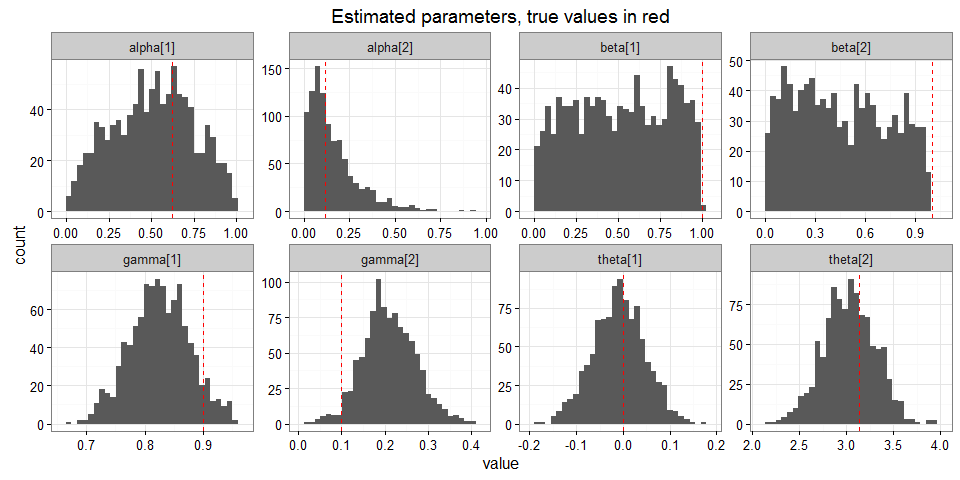 Estimated parameters, true values in red
alpha[1] alpha[2] beta[1] beta[2]
0 20 40
0.00 0.25 0.50 0.75 1.00
0 50 100 150
0.00 0.25 0.50 0.75 1.00
0 10 20 30 40
0.00 0.25 0.50 0.75 1.00
0 10 20 30 40 50
0.0 0.3 0.6 0.9
count
gamma[1] gamma[2] theta[1] theta[2]
0 20 40 60
0.7 0.8 0.9
0 25 50 75 100
0.0 0.1 0.2 0.3 0.4
0 25 50 75
-0.2 -0.1 0.0 0.1 0.2
0 25 50 75
2.0 2.5 3.0 3.5 4.0
value